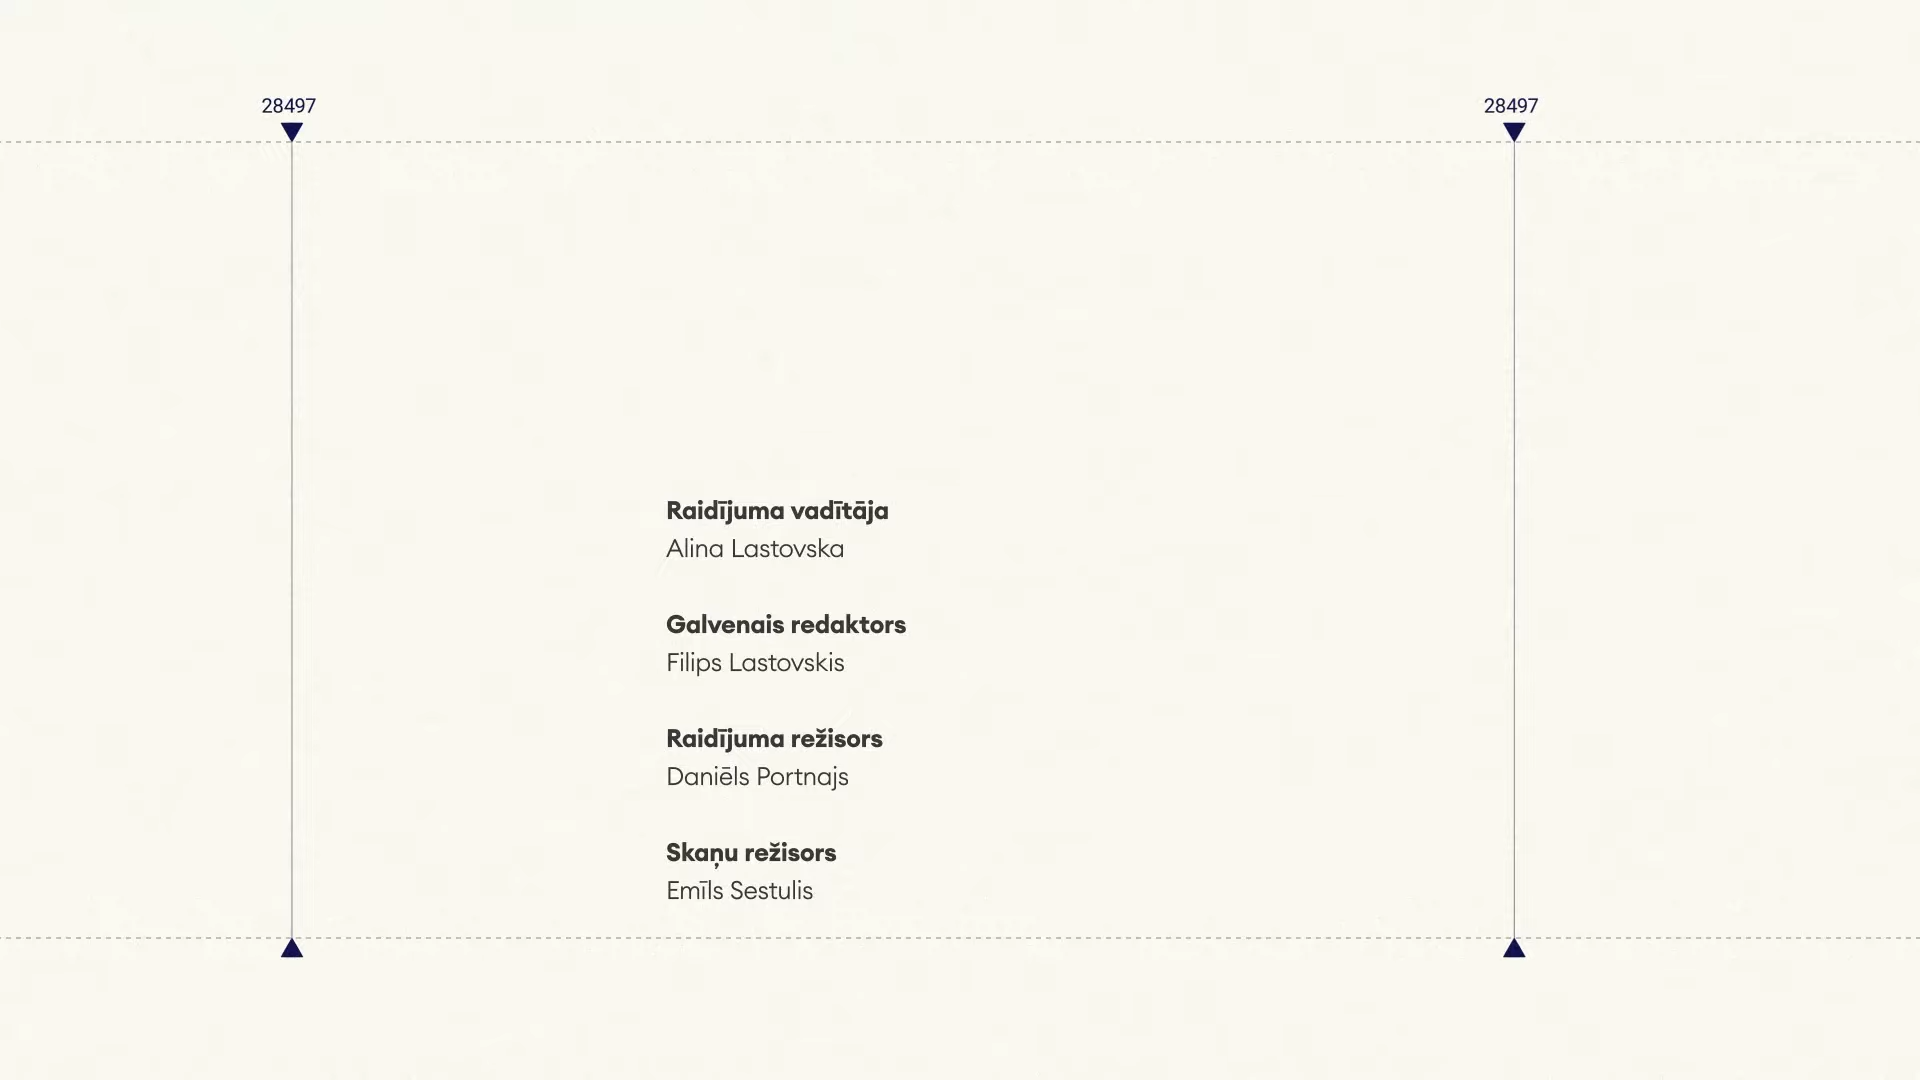 28497 28497
Raidījuma vadītāja
Alina Lastovska
Galvenais redaktors
Filips Lastovskis
Raidījuma režisors
Daniēls Portnajs
Skaņu režisors
Emīls Sestulis